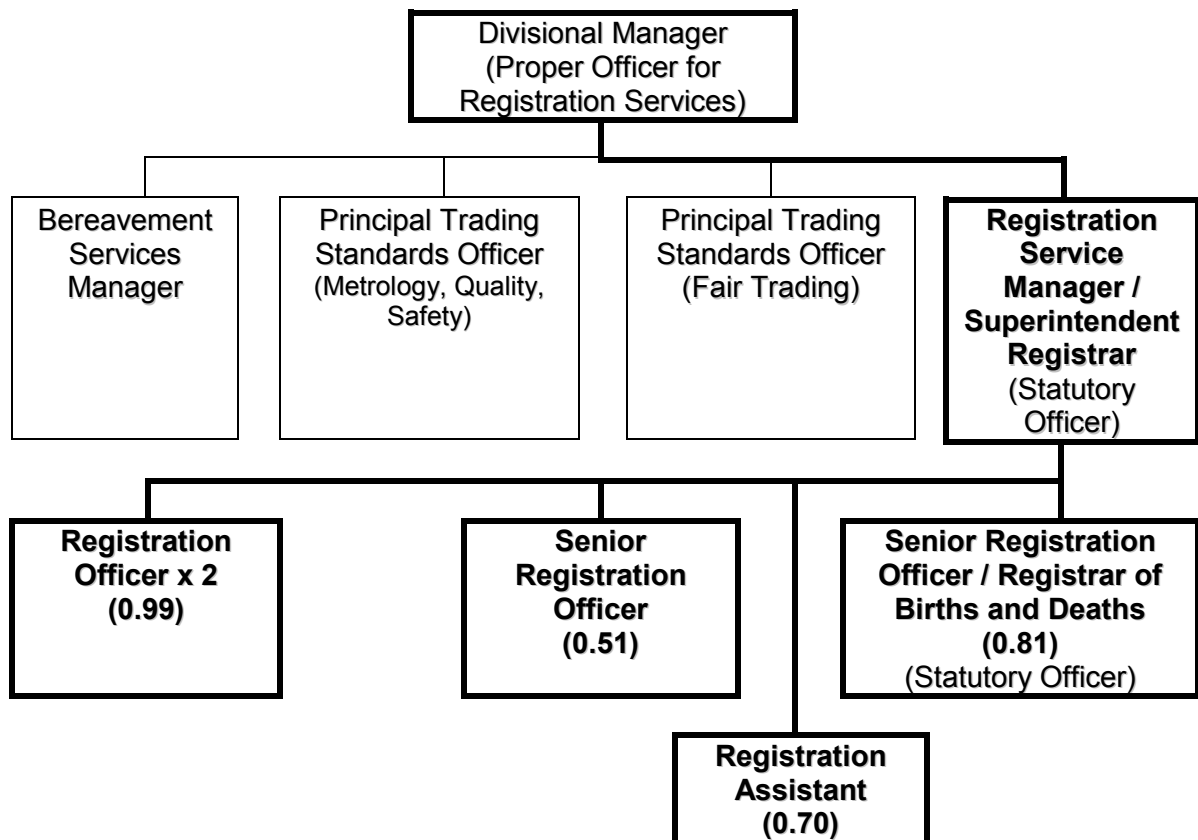 Divisional Manager
(Proper Officer for
Registration Services)
Bereavement
Services
Manager
Principal Trading
Standards Officer
(Metrology, Quality,
Safety)
Principal Trading
Standards Officer
(Fair Trading)
Registration
Service
Manager /
Superintendent
Registrar
(Statutory
Officer)
Registration
Officer x 2
(0.99)
Senior
Registration
Officer
(0.51)
Senior Registration
Officer / Registrar of
Births and Deaths
(0.81)
(Statutory Officer)
Registration
Assistant
(0.70)